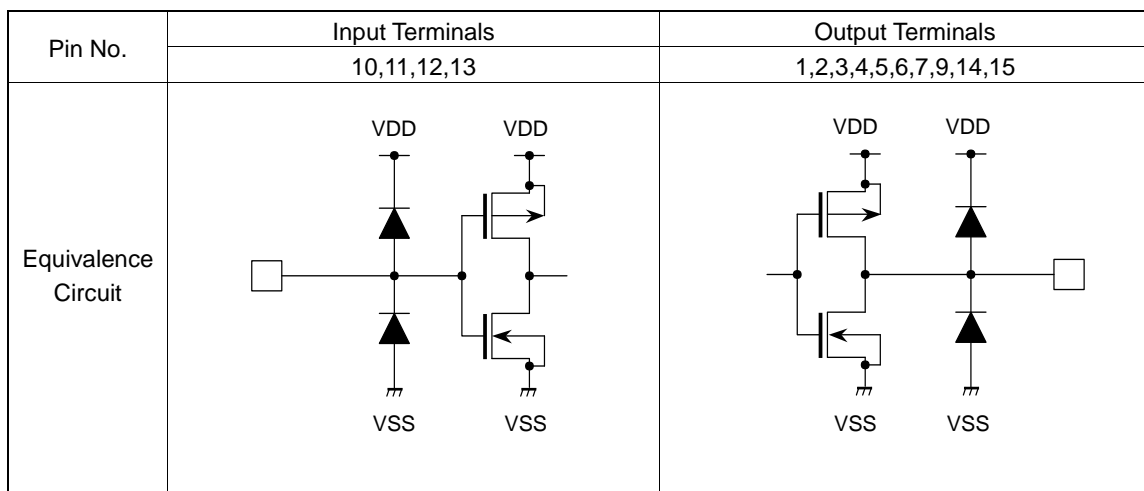 Pin No.
Input Terminals
Output Terminals
10,11,12,13
1,2,3,4,5,6,7,9,14,15
Equivalence
Circuit
VDD
VDD
VSS
VSS
VDD
VDD
VSS
VSS